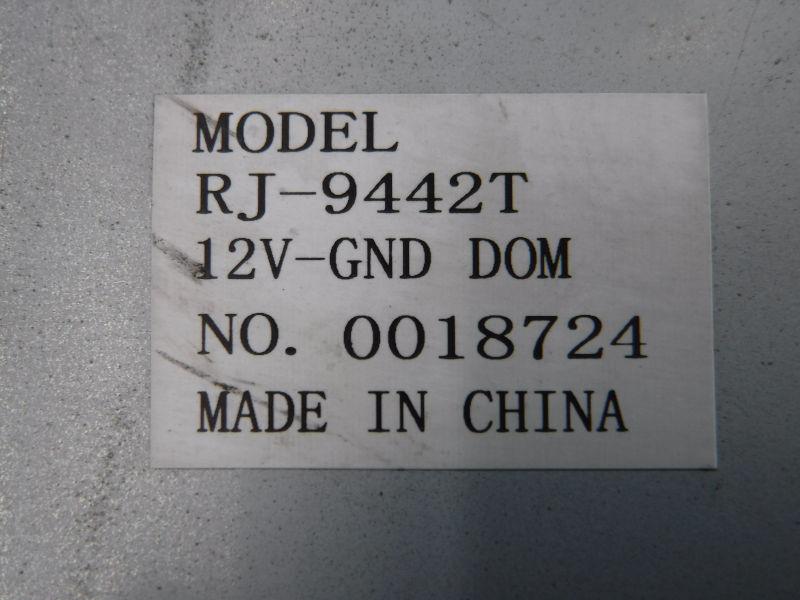 MODEL
RJ-9442T
12V-GND DOM
NO. 0018724
MADE IN CHINA